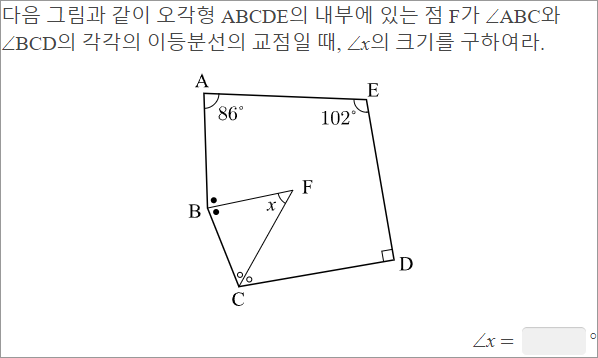 다음 그림과 같이 오각형 ABCDE의 내부에 있는 점 F가 ∠ABC와
∠BCD의 각각의 이등분선의 교점일 때, ∠x의 크기를 구하여라.
A
E
86°
102°
F
x
B
D
C
∠x = °